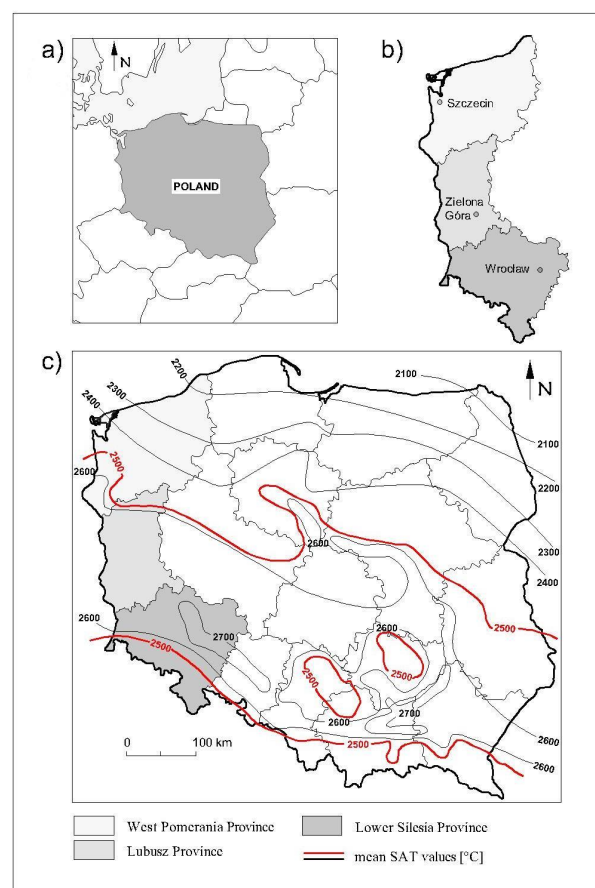 a)
N
POLAND
b)
Szczecin
Zielona
Góra
Wrocław
c)
2200
2300
2400
2500
2600
2100
N
2100
2200
2300
2400
2600
2500
2600
2500
2700
2600
2500
2500
2700
2600
2500
2600
2600
0 100 km
West Pomerania Province
Lower Silesia Province
Lubusz Province
mean SAT values [°C]